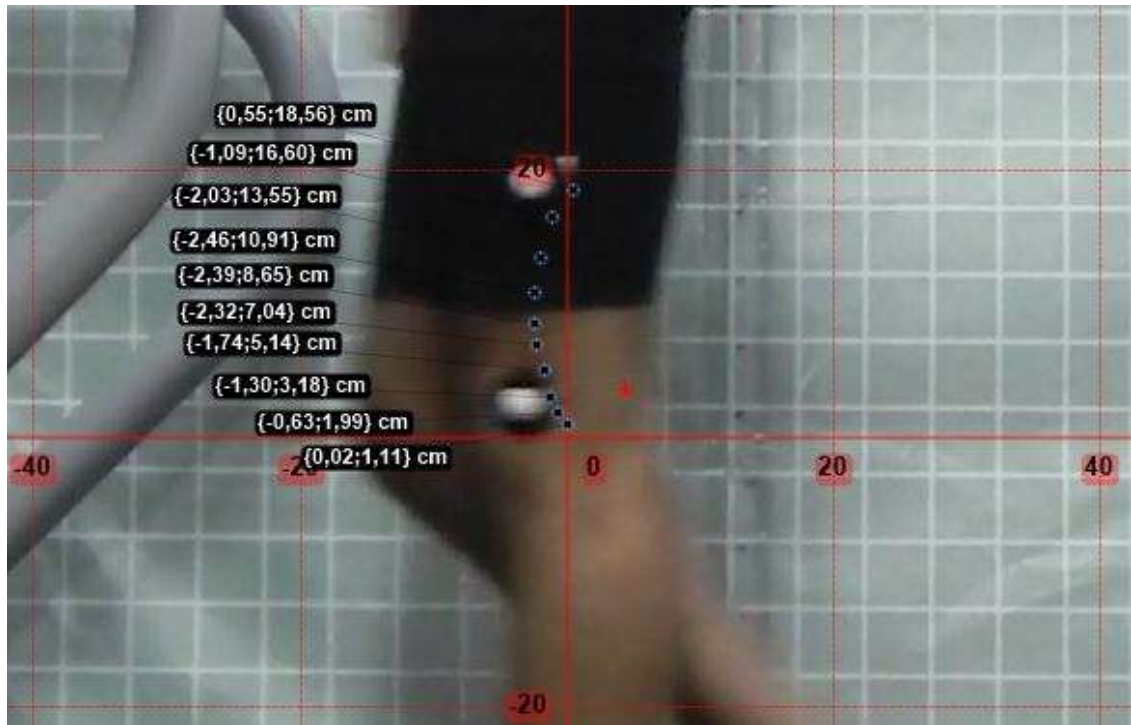 {0,55;18,56} cm
{-1,09;16,60} cm
20
{-2,03;13,55} cm
{-2,46;10,91} cm
{-2,39;8,65} cm
{-2,32;7,04} cm
{-1,74;5,14} cm
{-1,30;3,18} cm
{-0,63;1,99} cm
{0,02;1,11} cm
-40 -20 0 20 40
-20